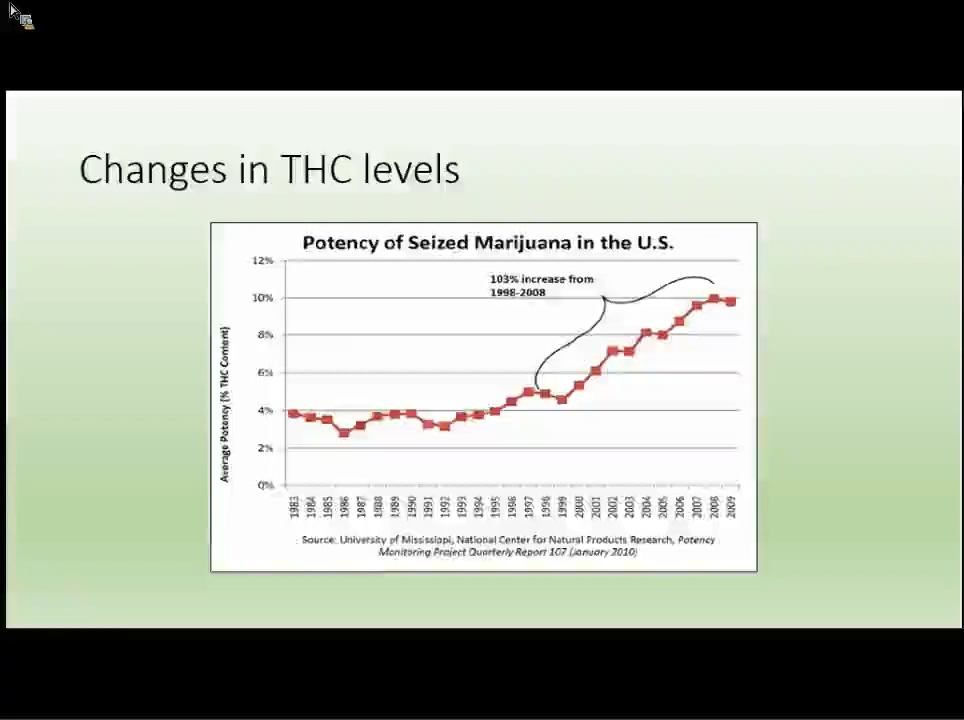 Changes in THC levels
Potency of Seized Marijuana in the U.S.
103% increase from
1998-2008
12%
10%
8%
6%
4%
2%
0%
Average Potency (% THC Content)
1983 1984 1985 1986 1987 1988 1989 1990 1991 1992 1993 1994 1995 1996 1997 1998 1999 2000 2001 2002 2003 2004 2005 2006 2007 2008 2009
Source: University of Mississippi, National Center for Natural Products Research, Potency
Monitoring Project Quarterly Report 107 (January 2010)